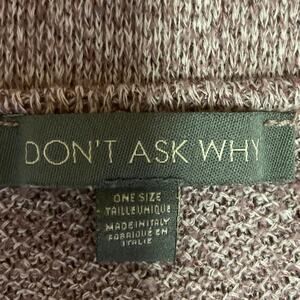 DON'T ASK WHY
ONE SIZE
TAILLE UNIQUE
MADE IN ITALY
FABRIQUÉ EN
ITALIE